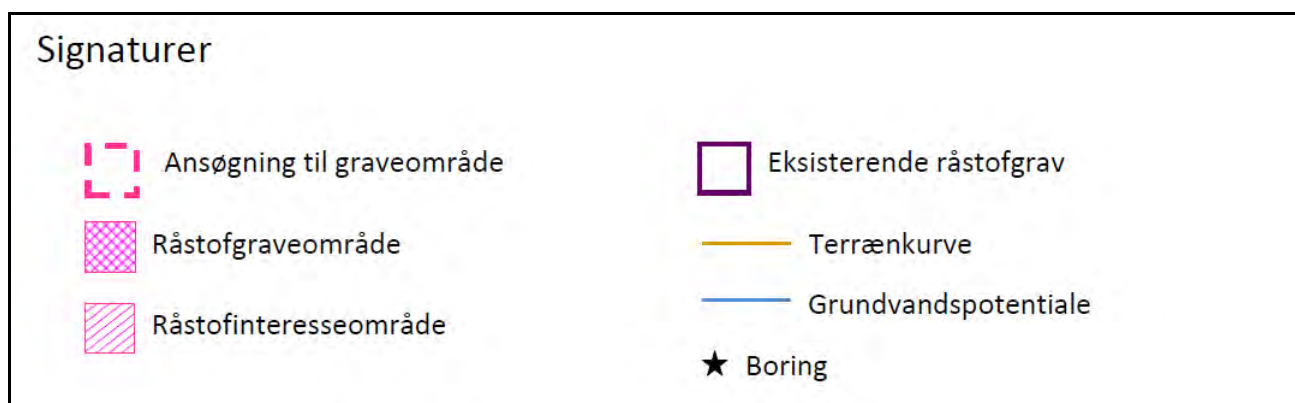 Signaturer
Ansøgning til graveområde
Råstofgraveområde
Råstofinteresseområde
Eksisterende råstofgrav
Terrænkurve
Grundvandspotentiale
Boring